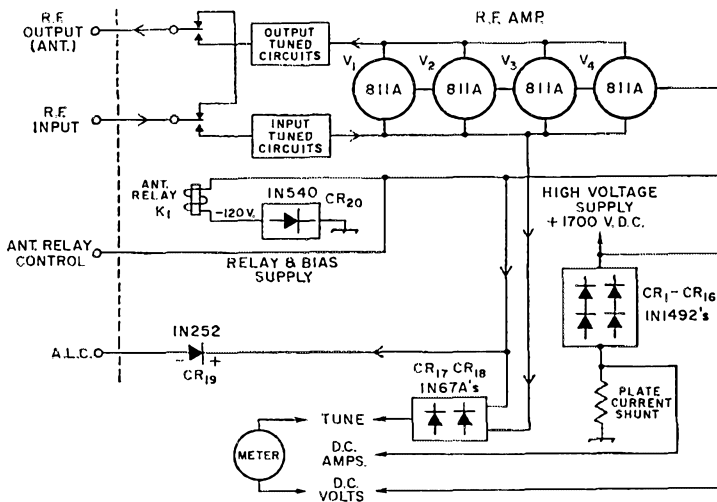 R.F. AMP.
R.F.
OUTPUT
(ANT.)
OUTPUT
TUNED
CIRCUITS
V1
V2
V3
V4
811A
811A
811A
811A
R.F.
INPUT
INPUT
TUNED
CIRCUITS
ANT.
RELAY
K1
-120V.
IN540
CR20
HIGH VOLTAGE
SUPPLY
+1700 V. D.C.
ANT. RELAY
CONTROL
RELAY & BIAS
SUPPLY
CR1-CR16
IN1492's
A.L.C.
IN252
- +
CR19
CR17 CR18
IN67A's
PLATE
CURRENT
SHUNT
METER
TUNE
D.C.
AMPS.
D.C.
VOLTS